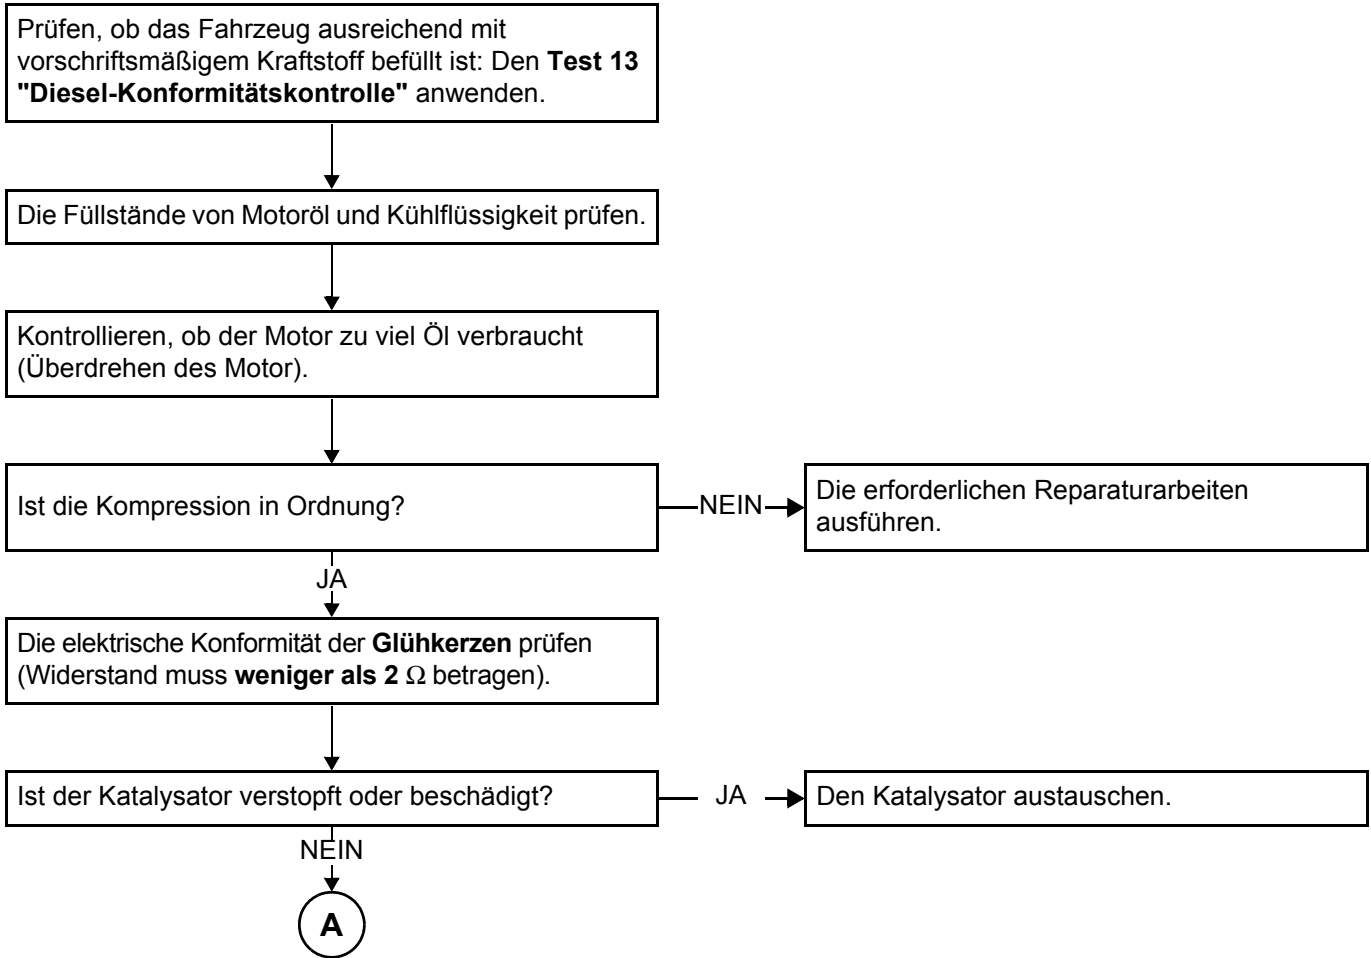 Prüfen, ob das Fahrzeug ausreichend mit
vorschriftsmäßigem Kraftstoff befüllt ist: Den Test 13
"Diesel-Konformitätskontrolle" anwenden.
Die Füllstände von Motoröl und Kühlflüssigkeit prüfen.
Kontrollieren, ob der Motor zu viel Öl verbraucht
(Überdrehen des Motor).
Ist die Kompression in Ordnung?
NEIN
Die erforderlichen Reparaturarbeiten
ausführen.
JA
Die elektrische Konformität der Glühkerzen prüfen
(Widerstand muss weniger als 2 Ω betragen).
Ist der Katalysator verstopft oder beschädigt?
JA
Den Katalysator austauschen.
NEIN
A